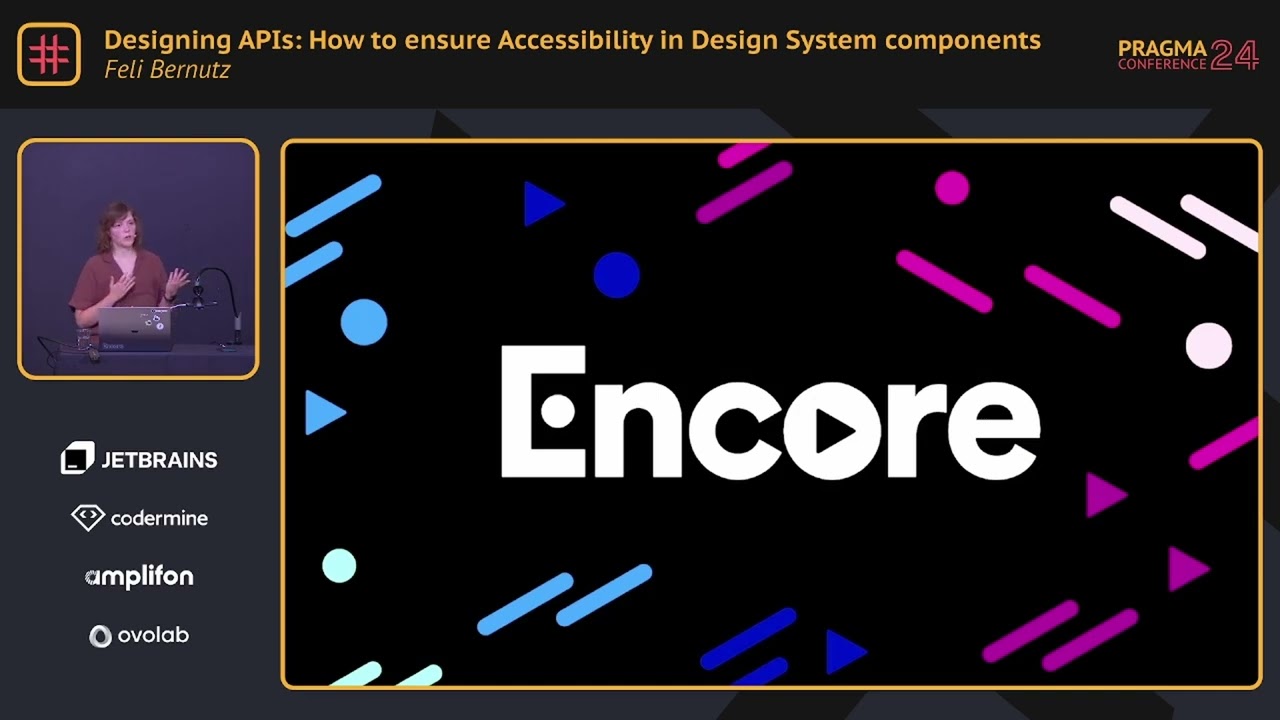 Designing APIs: How to ensure Accessibility in Design System components
Feli Bernutz
PRAGMA
CONFERENCE 24
Encore
JETBRAINS
codermine
amplifon
ovolab